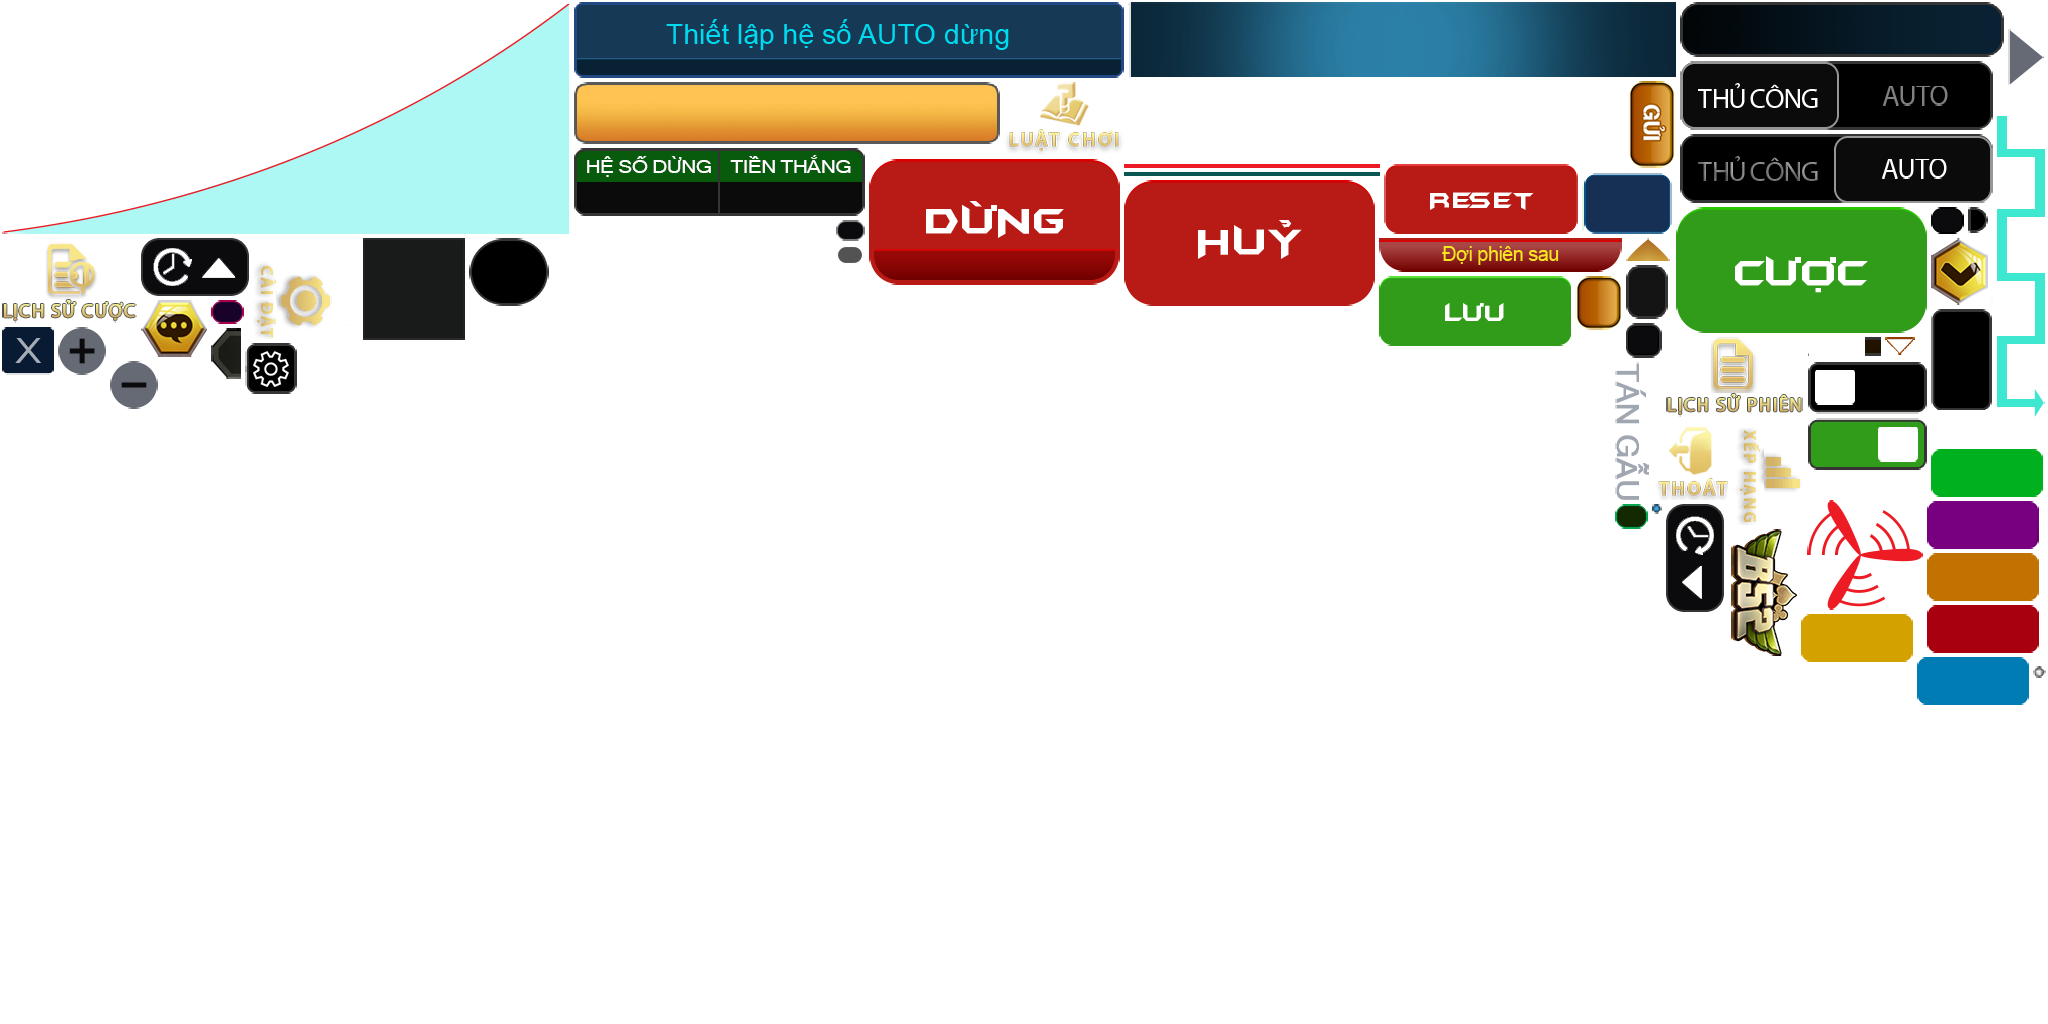 Thiết lập hệ số AUTO dừng
LUẬT CHƠI
GỬI
THỦ CÔNG
AUTO
HỆ SỐ DỪNG
TIỀN THẮNG
THỦ CÔNG
AUTO
DỪNG
HUỶ
RESET
Đợi phiên sau
CƯỢC
LƯU
LỊCH SỬ CƯỢC
CÀI ĐẶT
X
LỊCH SỬ PHIÊN
TÁN GẪU
THOÁT
XẾP HẠNG